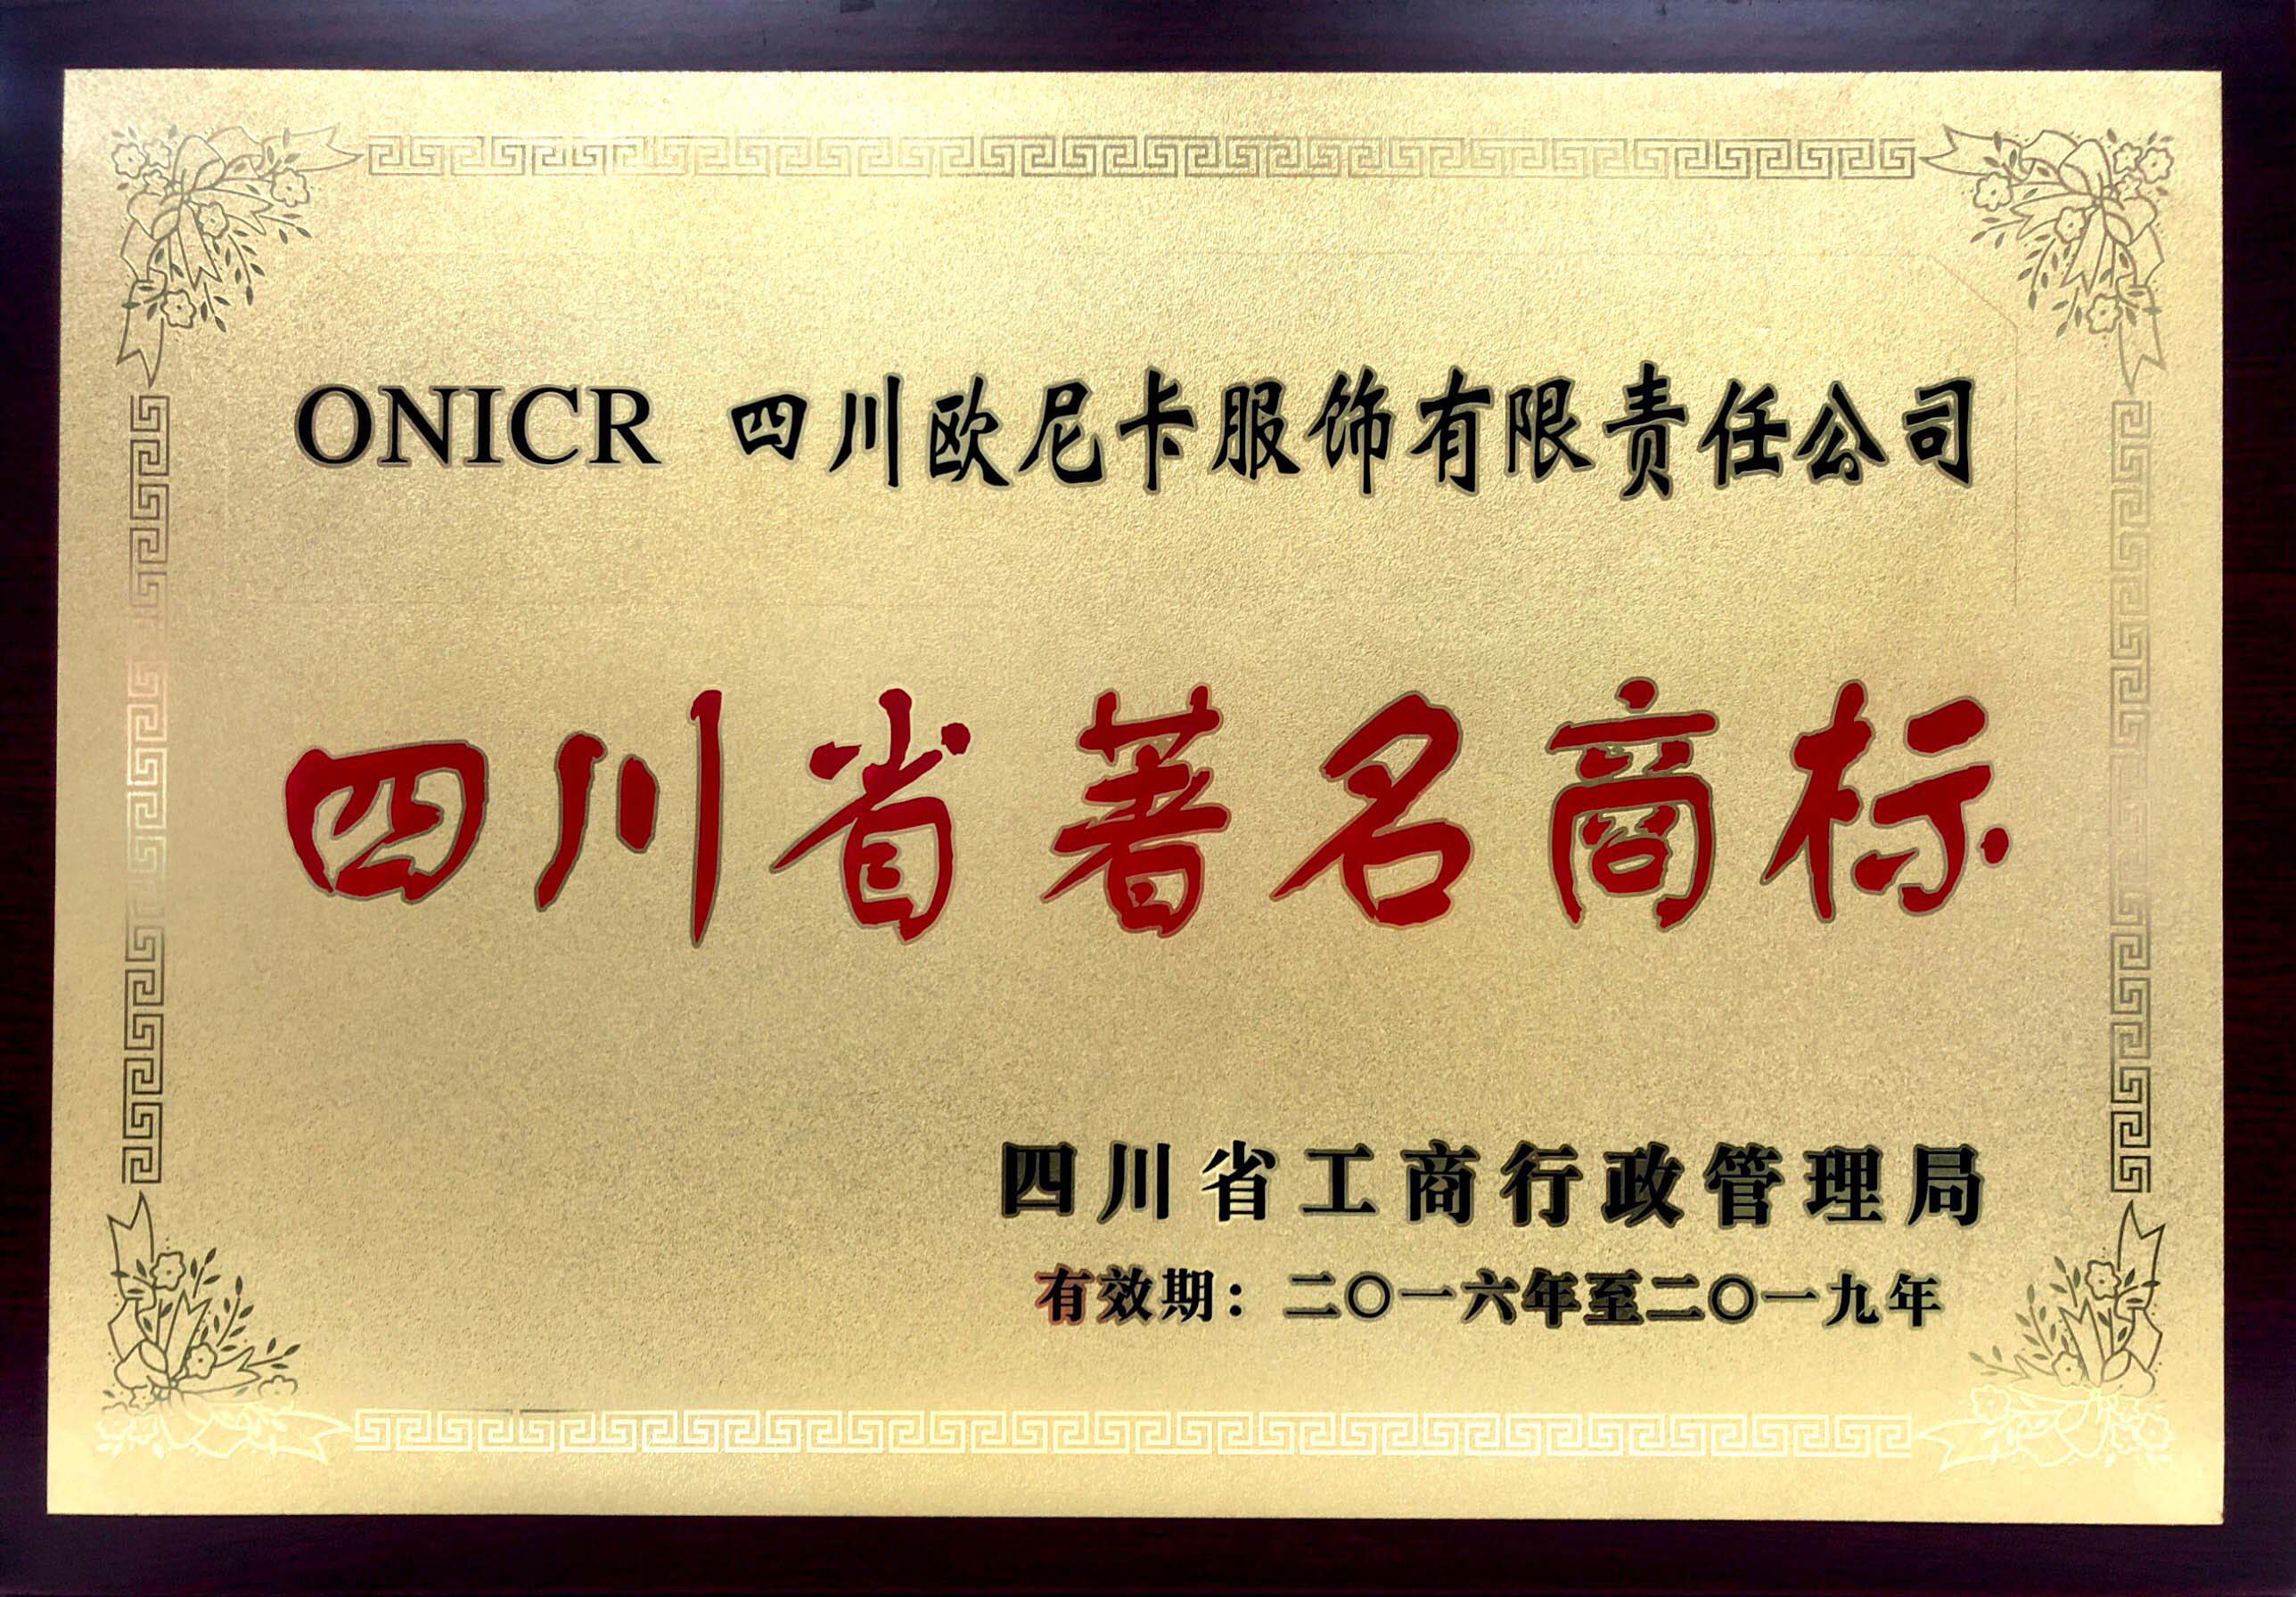 ONICR 四川欧尼卡服饰有限责任公司
四川省著名商标
四川省工商行政管理局
有效期：二〇一六年至二〇一九年